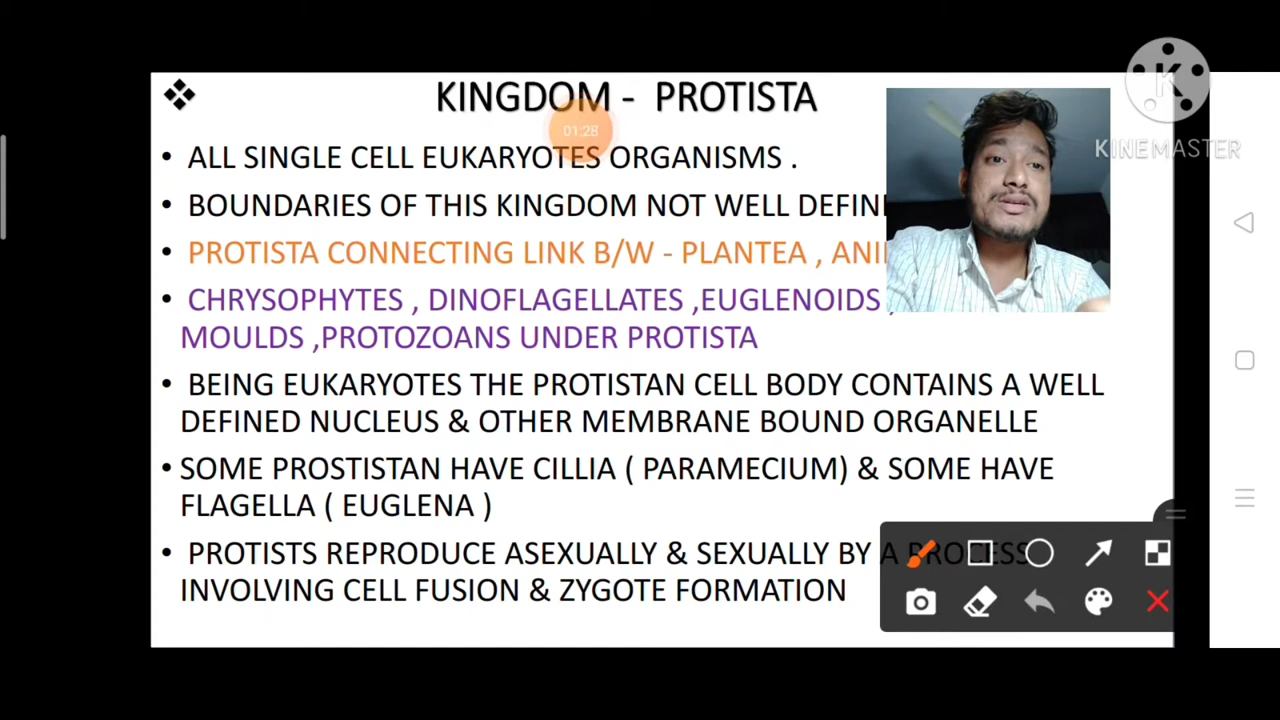 KINGDOM - PROTISTA
01:28
KINEMASTER
• ALL SINGLE CELL EUKARYOTES ORGANISMS .
• BOUNDARIES OF THIS KINGDOM NOT WELL
• PROTISTA CONNECTING LINK B/W - PLANTEA ,
• CHRYSOPHYTES , DINOFLAGELLATES ,EUGLENOIDS ,
MOULDS ,PROTOZOANS UNDER PROTISTA
• BEING EUKARYOTES THE PROTISTAN CELL BODY CONTAINS A WELL
DEFINED NUCLEUS & OTHER MEMBRANE BOUND ORGANELLE
• SOME PROSTISTAN HAVE CILLIA ( PARAMECIUM) & SOME HAVE
FLAGELLA ( EUGLENA )
• PROTISTS REPRODUCE ASEXUALLY & SEXUALLY BY A PROCESS
INVOLVING CELL FUSION & ZYGOTE FORMATION